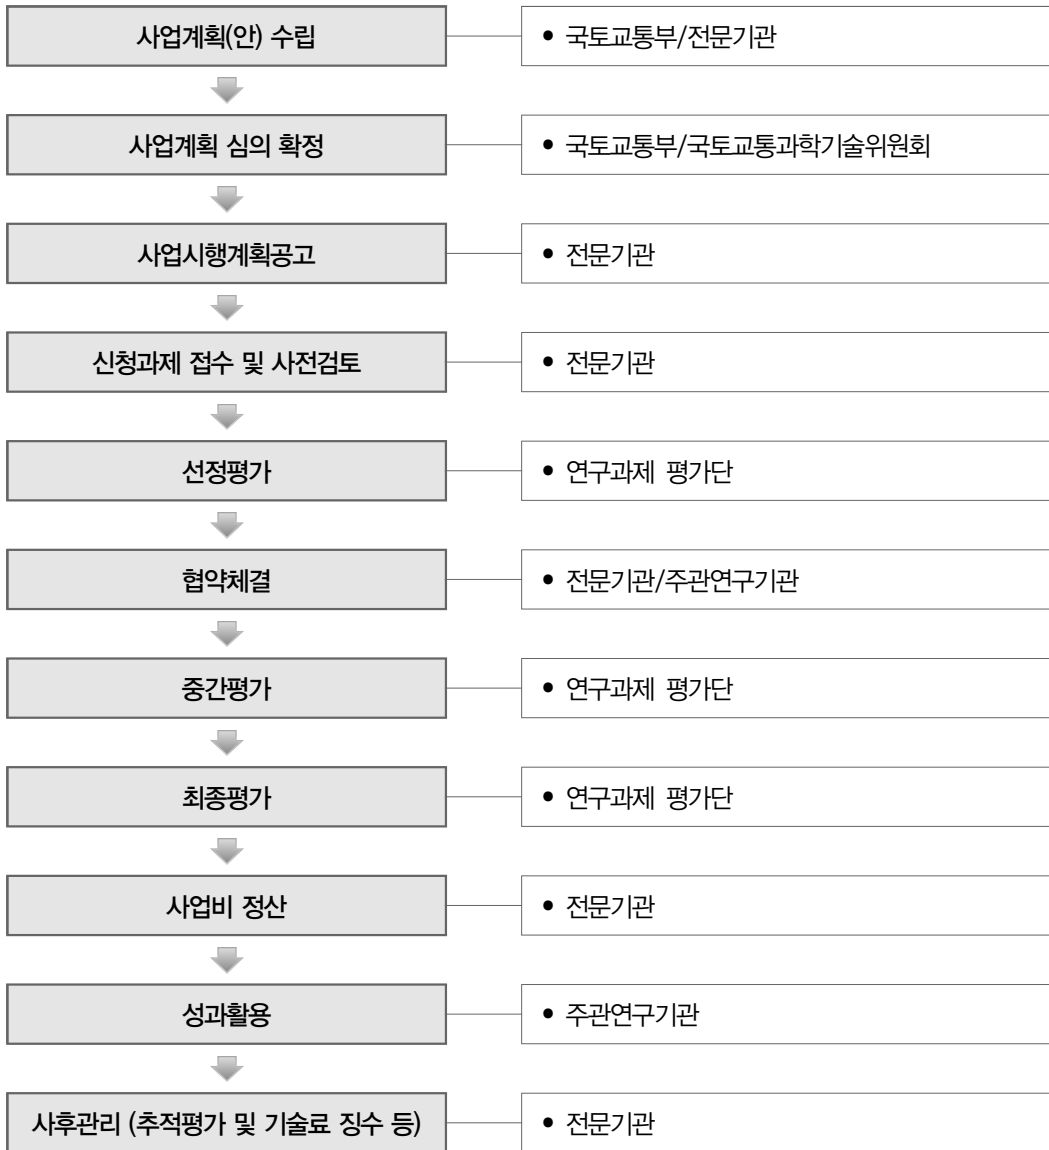 사업계획(안) 수립
• 국토교통부/전문기관
사업계획 심의 확정
• 국토교통부/국토교통과학기술위원회
사업시행계획공고
• 전문기관
신청과제 접수 및 사전검토
• 전문기관
선정평가
• 연구과제 평가단
협약체결
• 전문기관/주관연구기관
중간평가
• 연구과제 평가단
최종평가
• 연구과제 평가단
사업비 정산
• 전문기관
성과활용
• 주관연구기관
사후관리 (추적평가 및 기술료 징수 등)
• 전문기관